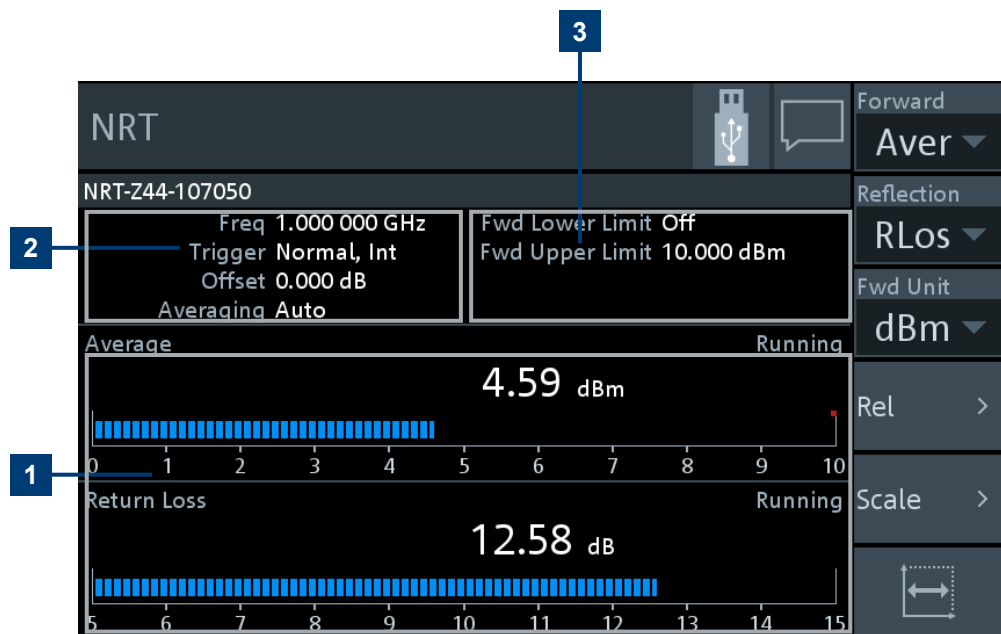 3
NRT
Forward
Aver
NRT-Z44-107050
Reflection
RLos
2
Freq 1.000 000 GHz
Trigger Normal, Int
Offset 0.000 dB
Averaging Auto
Fwd Lower Limit Off
Fwd Upper Limit 10.000 dBm
Fwd Unit
dBm
Average Running
4.59 dBm
0 1 2 3 4 5 6 7 8 9 10
Rel >
1
Return Loss Running
12.58 dB
5 6 7 8 9 10 11 12 13 14 15
Scale >